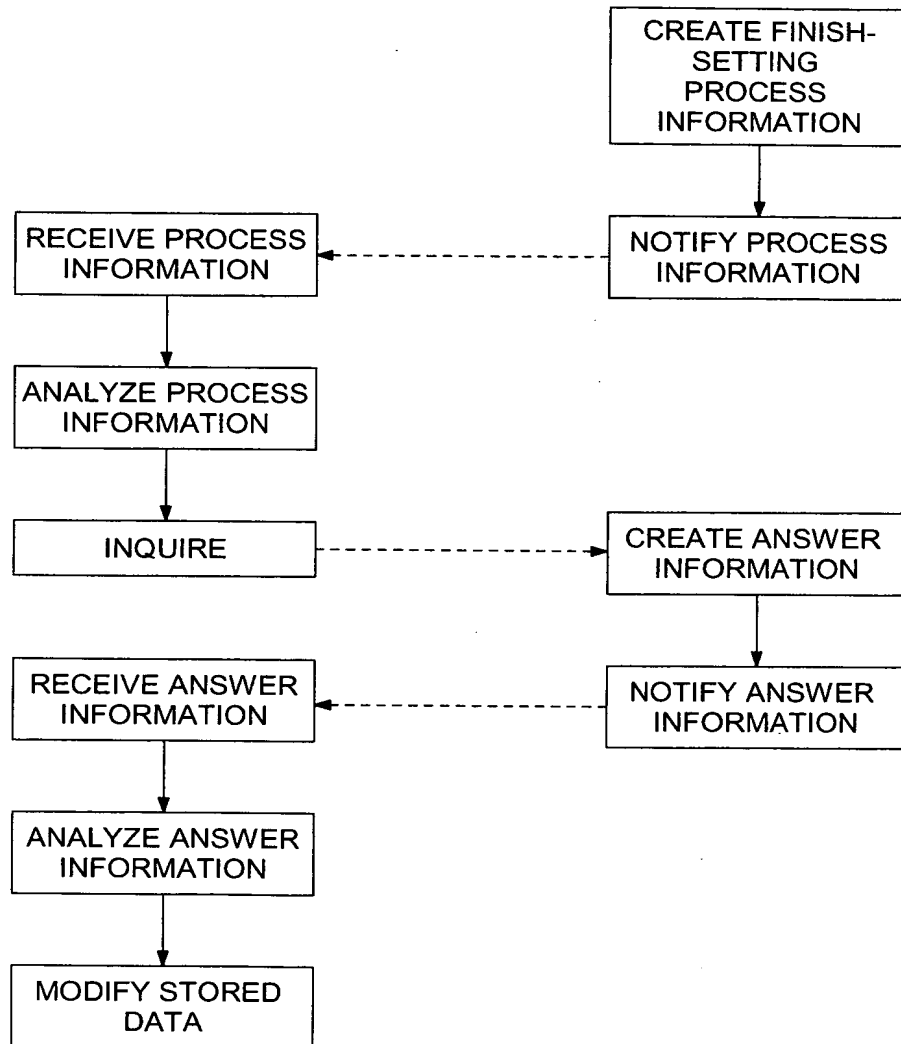 CREATE FINISH-
SETTING
PROCESS
INFORMATION
RECEIVE PROCESS
INFORMATION
NOTIFY PROCESS
INFORMATION
ANALYZE PROCESS
INFORMATION
INQUIRE
CREATE ANSWER
INFORMATION
RECEIVE ANSWER
INFORMATION
NOTIFY ANSWER
INFORMATION
ANALYZE ANSWER
INFORMATION
MODIFY STORED
DATA